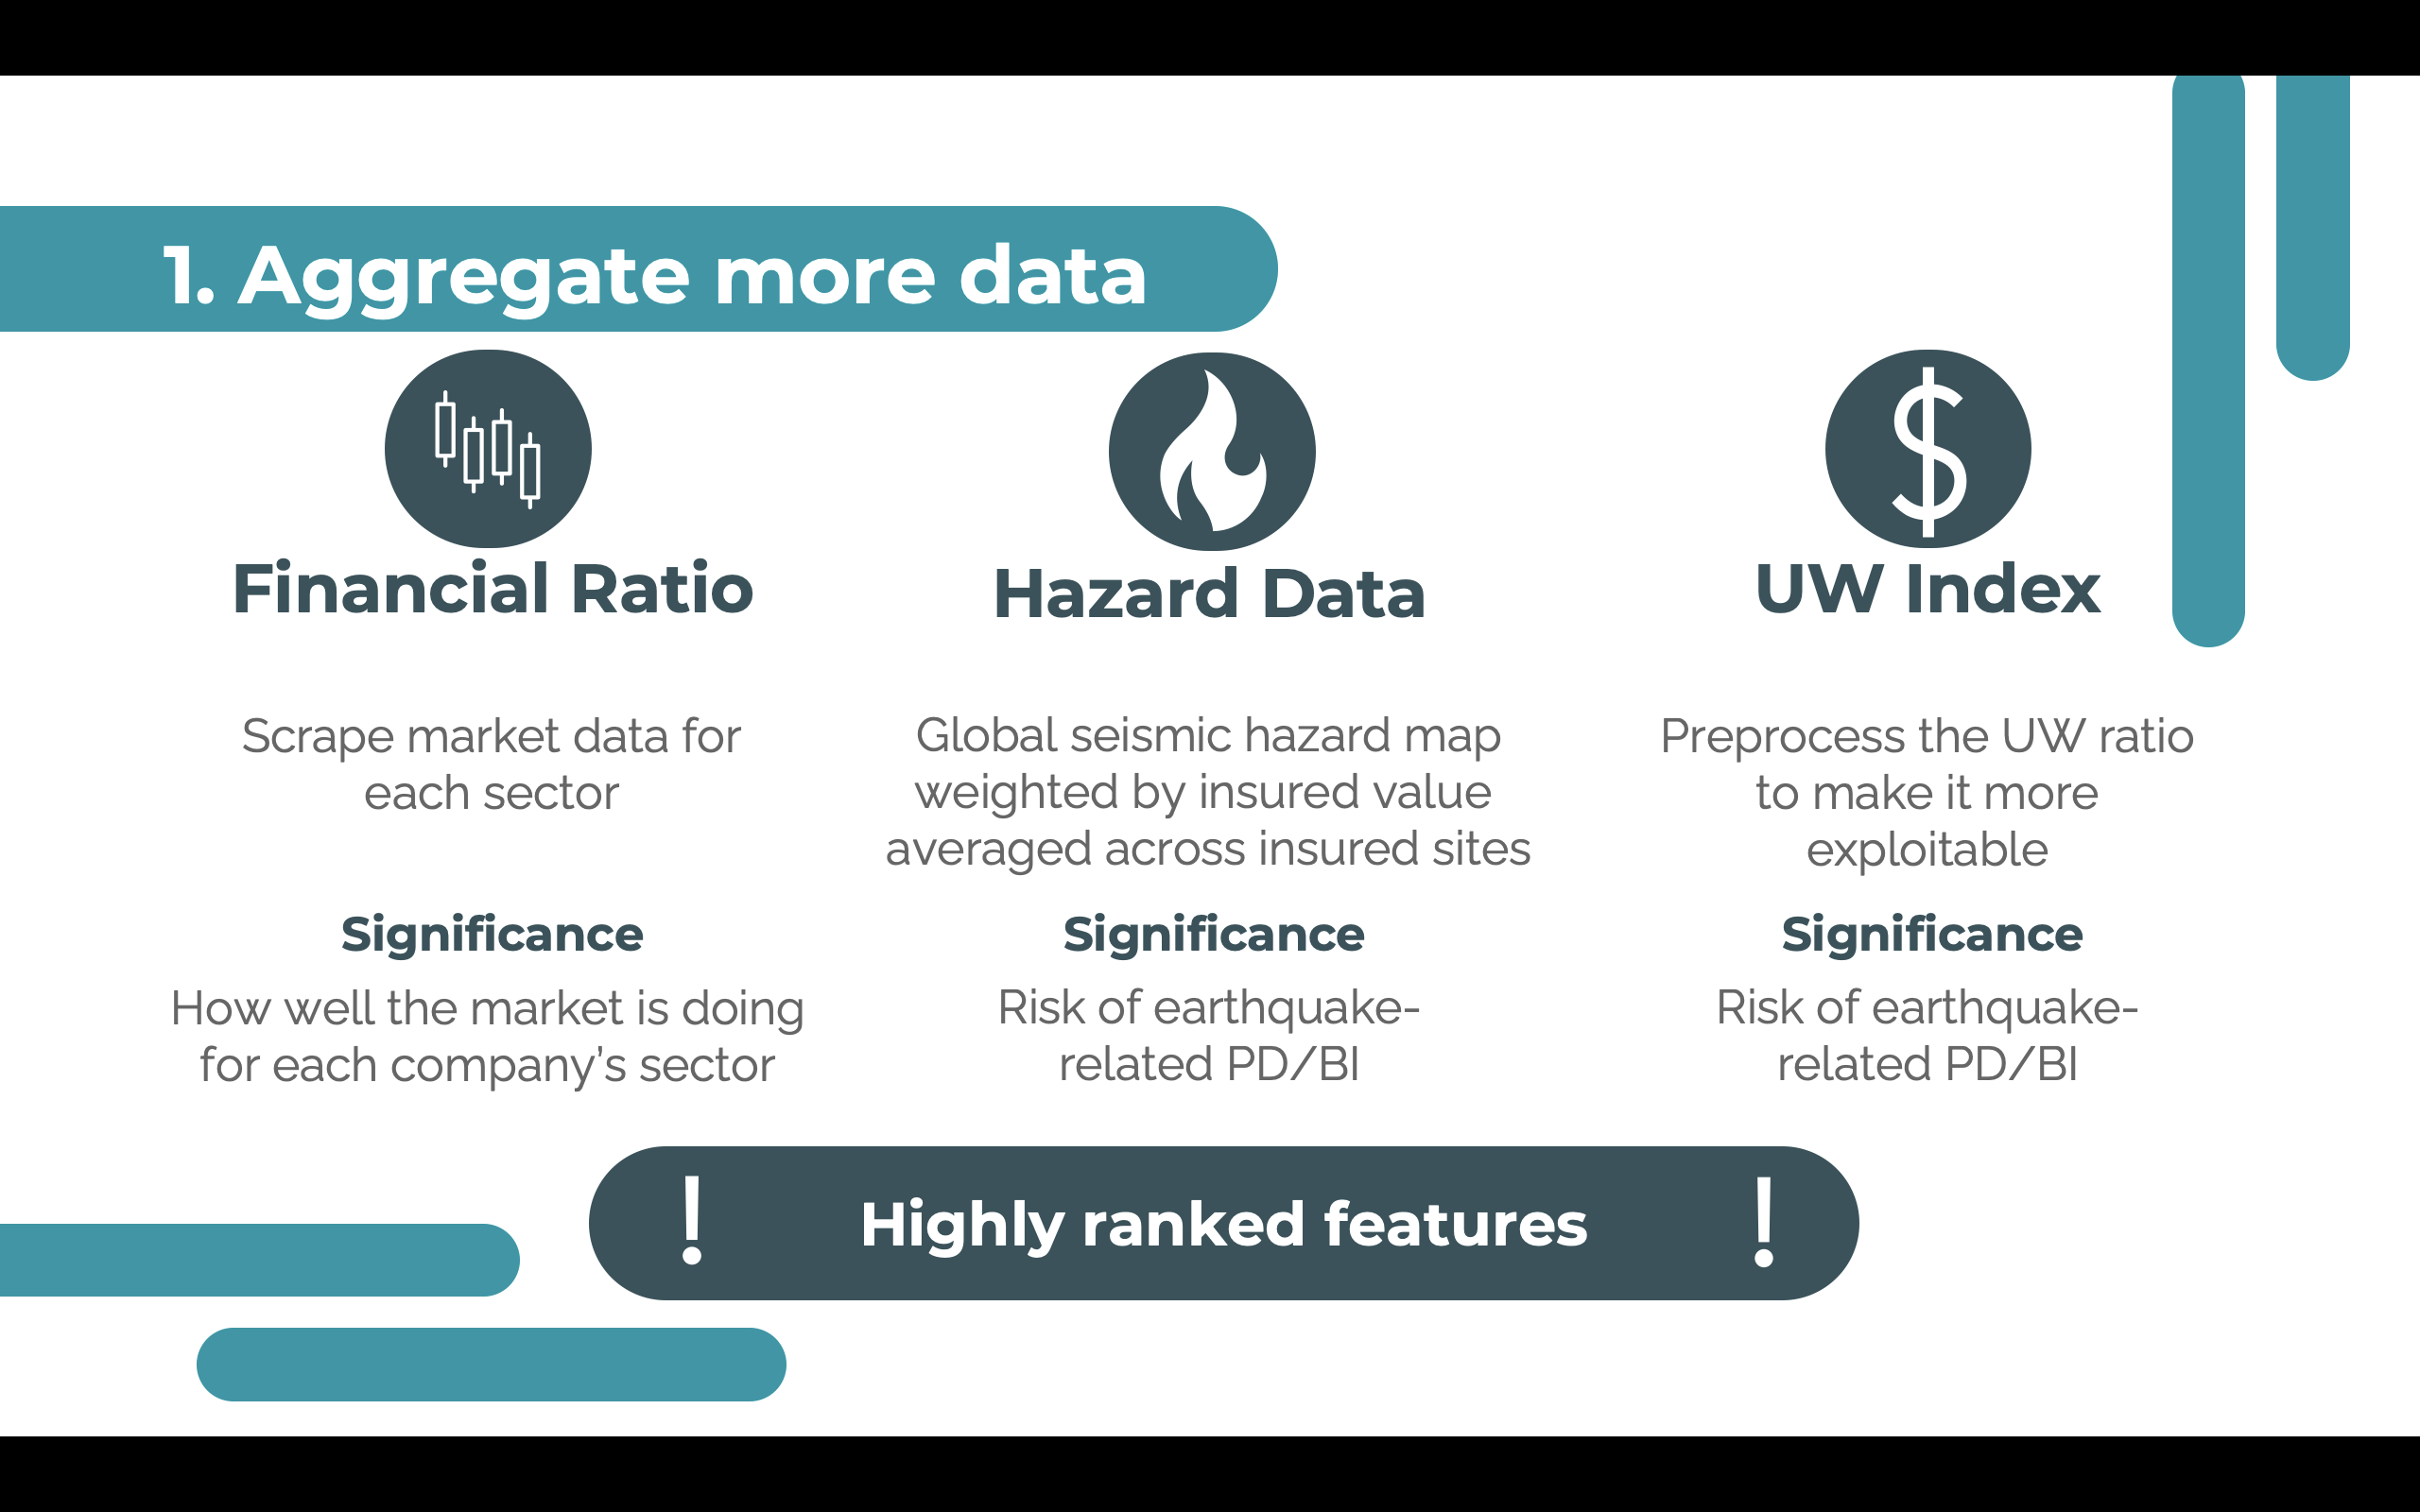 1. Aggregate more data
Financial Ratio
Scrape market data for
each sector
Significance
How well the market is doing
for each company's sector
Hazard Data
Global seismic hazard map
weighted by insured value
averaged across insured sites
Significance
Risk of earthquake-
related PD/BI
$
UW Index
Preprocess the UW ratio
to make it more
exploitable
Significance
Risk of earthquake-
related PD/BI
! Highly ranked features !